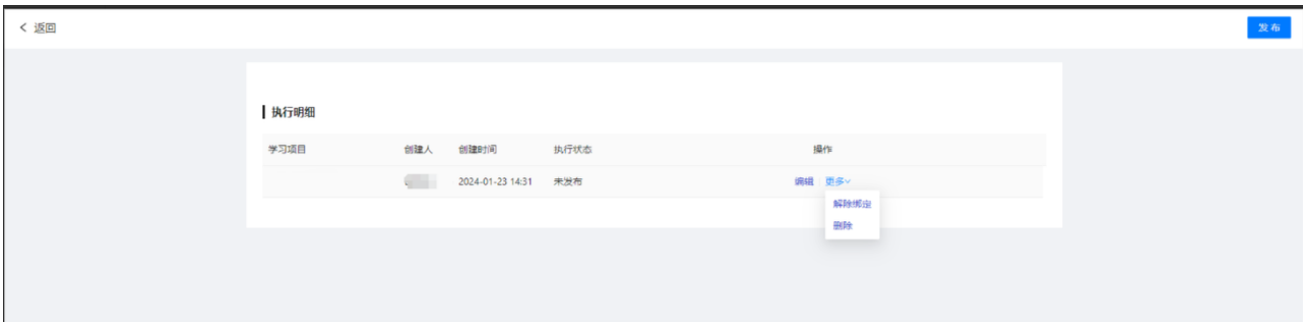 返回
发布
执行明细
学习项目 创建人 创建时间 执行状态 操作
2024-01-23 14:31 未发布 编辑 更多
解除绑定
删除